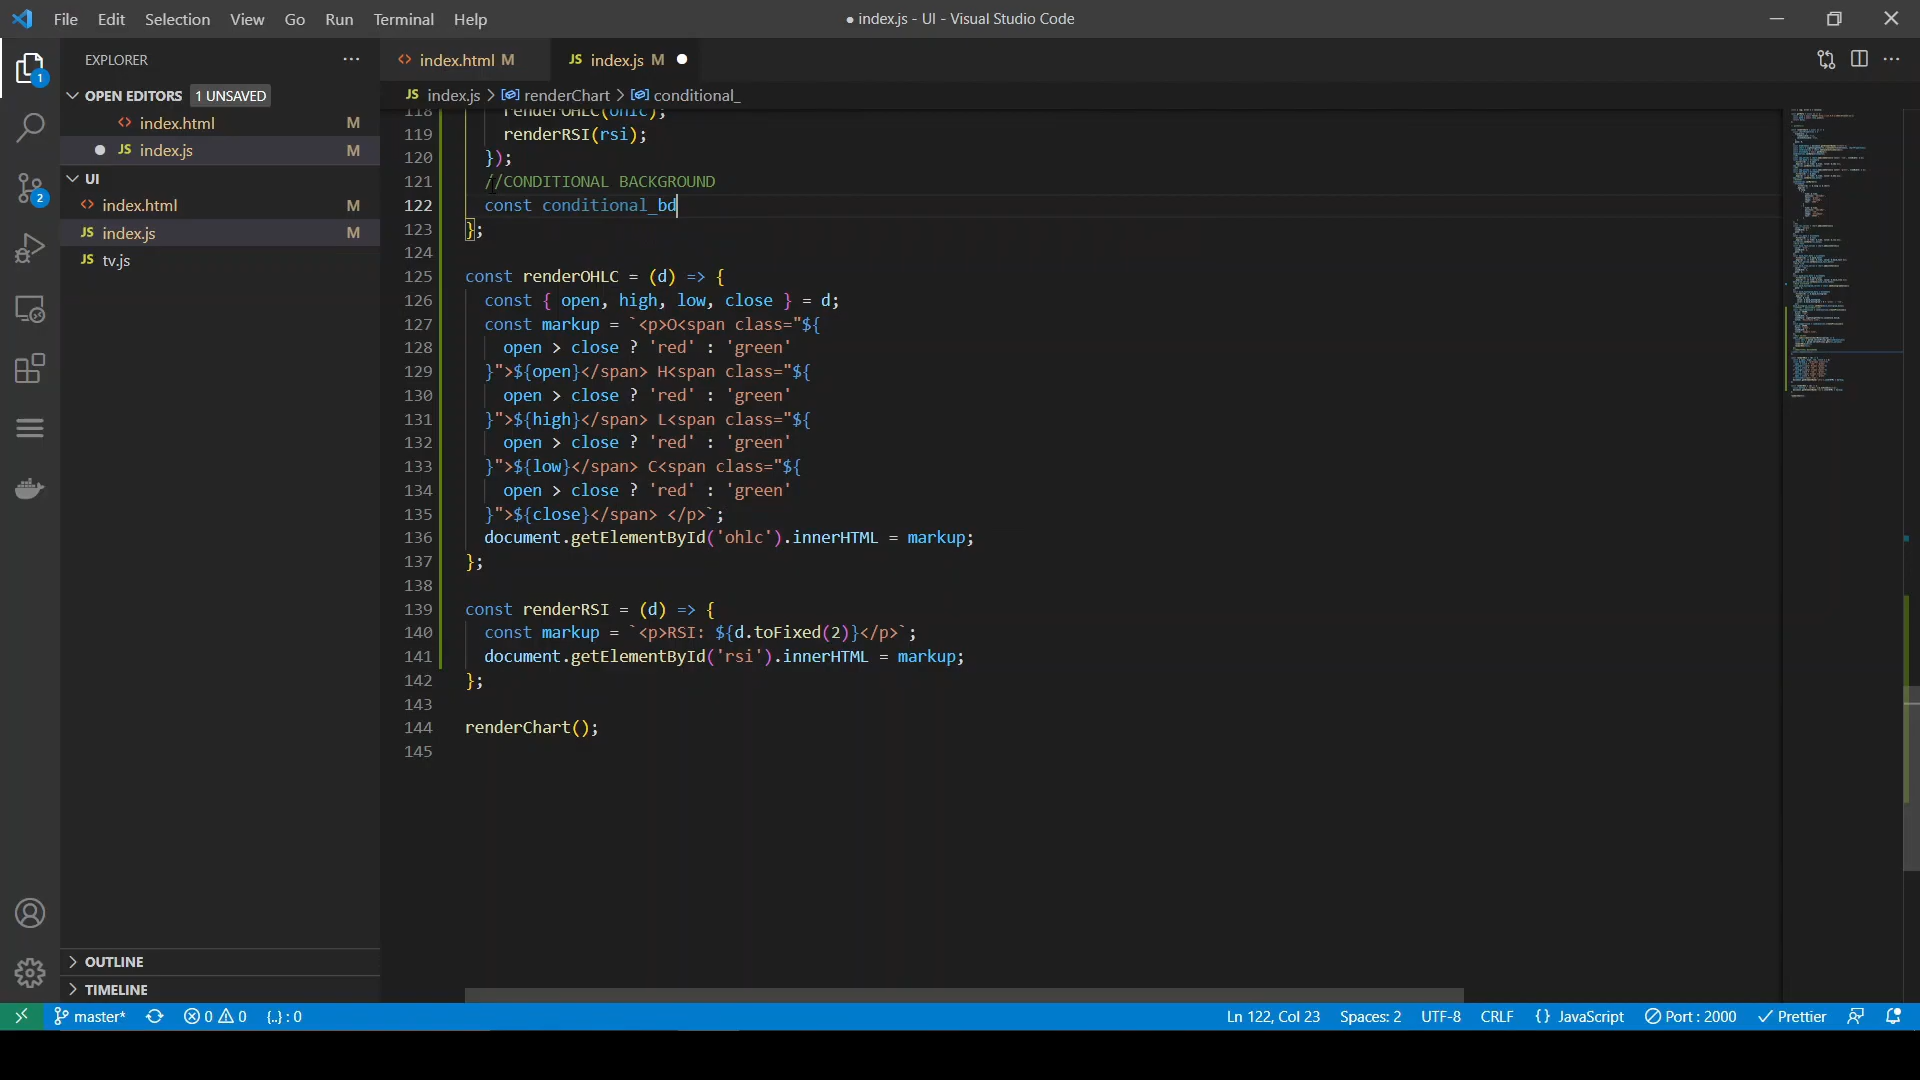 File Edit Selection View Go Run Terminal Help
● index.js - UI - Visual Studio Code
EXPLORER
OPEN EDITORS 1 UNSAVED
index.html M
JS index.js M
UI
index.html M
JS index.js M
JS tv.js
OUTLINE
TIMELINE
1
2
index.html M
JS index.js M
JS index.js > renderChart > conditional_
118 renderOHLC(ohlc);
119 renderRSI(rsi);
120 });
121 //CONDITIONAL BACKGROUND
122 const conditional_bd
123 };
124
125 const renderOHLC = (d) => {
126 const { open, high, low, close } = d;
127 const markup = `<p>O<span class="${
128 open > close ? 'red' : 'green'
129 }">${open}</span> H<span class="${
130 open > close ? 'red' : 'green'
131 }">${high}</span> L<span class="${
132 open > close ? 'red' : 'green'
133 }">${low}</span> C<span class="${
134 open > close ? 'red' : 'green'
135 }">${close}</span> </p>`;
136 document.getElementById('ohlc').innerHTML = markup;
137 };
138
139 const renderRSI = (d) => {
140 const markup = `<p>RSI: ${d.toFixed(2)}</p>`;
141 document.getElementById('rsi').innerHTML = markup;
142 };
143
144 renderChart();
145
master* 0 0 {..} : 0
Ln 122, Col 23 Spaces: 2 UTF-8 CRLF {} JavaScript Port : 2000 Prettier